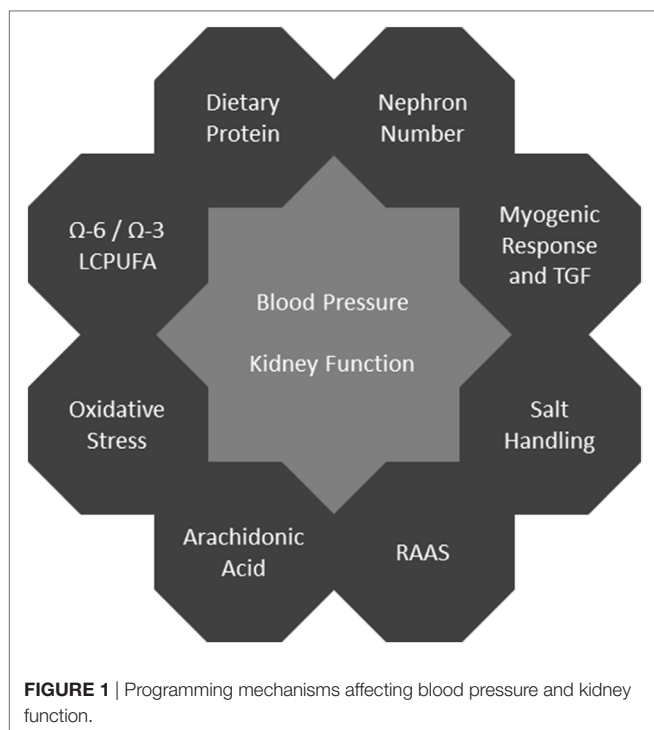 Dietary
Protein
Nephron
Number
Ω-6 / Ω-3
LCPUFA
Myogenic
Response
and TGF
Blood Pressure
Kidney Function
Oxidative
Stress
Salt
Handling
Arachidonic
Acid
RAAS
FIGURE 1 | Programming mechanisms affecting blood pressure and kidney
function.